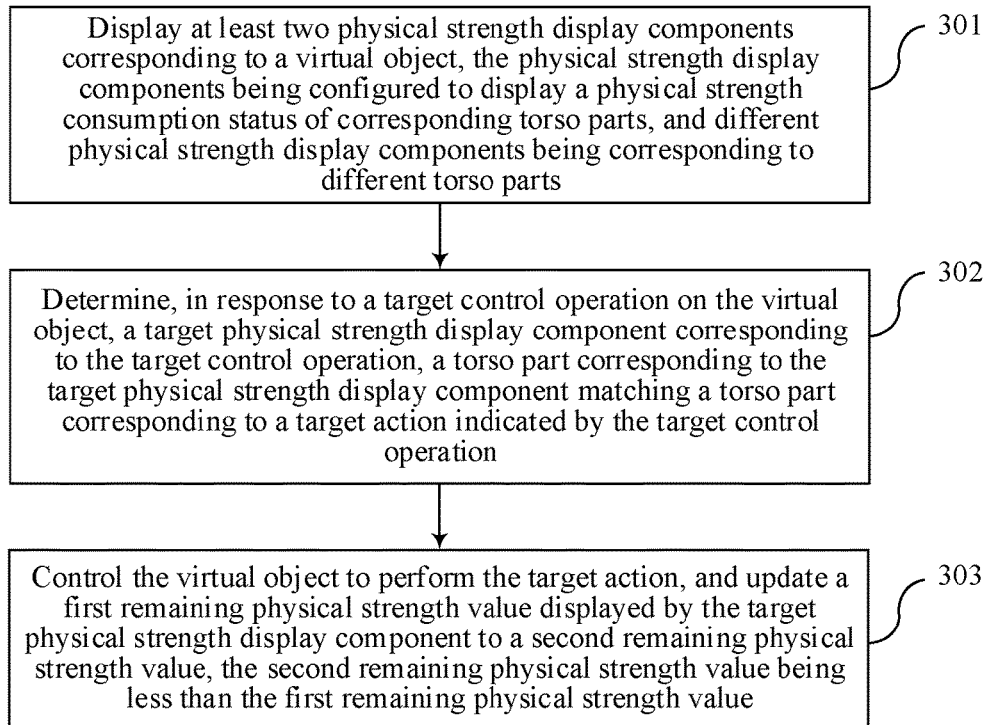 Display at least two physical strength display components
corresponding to a virtual object, the physical strength display
components being configured to display a physical strength
consumption status of corresponding torso parts, and different
physical strength display components being corresponding to
different torso parts
301
Determine, in response to a target control operation on the virtual
object, a target physical strength display component corresponding
to the target control operation, a torso part corresponding to the
target physical strength display component matching a torso part
corresponding to a target action indicated by the target control
operation
302
Control the virtual object to perform the target action, and update a
first remaining physical strength value displayed by the target
physical strength display component to a second remaining physical
strength value, the second remaining physical strength value being
less than the first remaining physical strength value
303